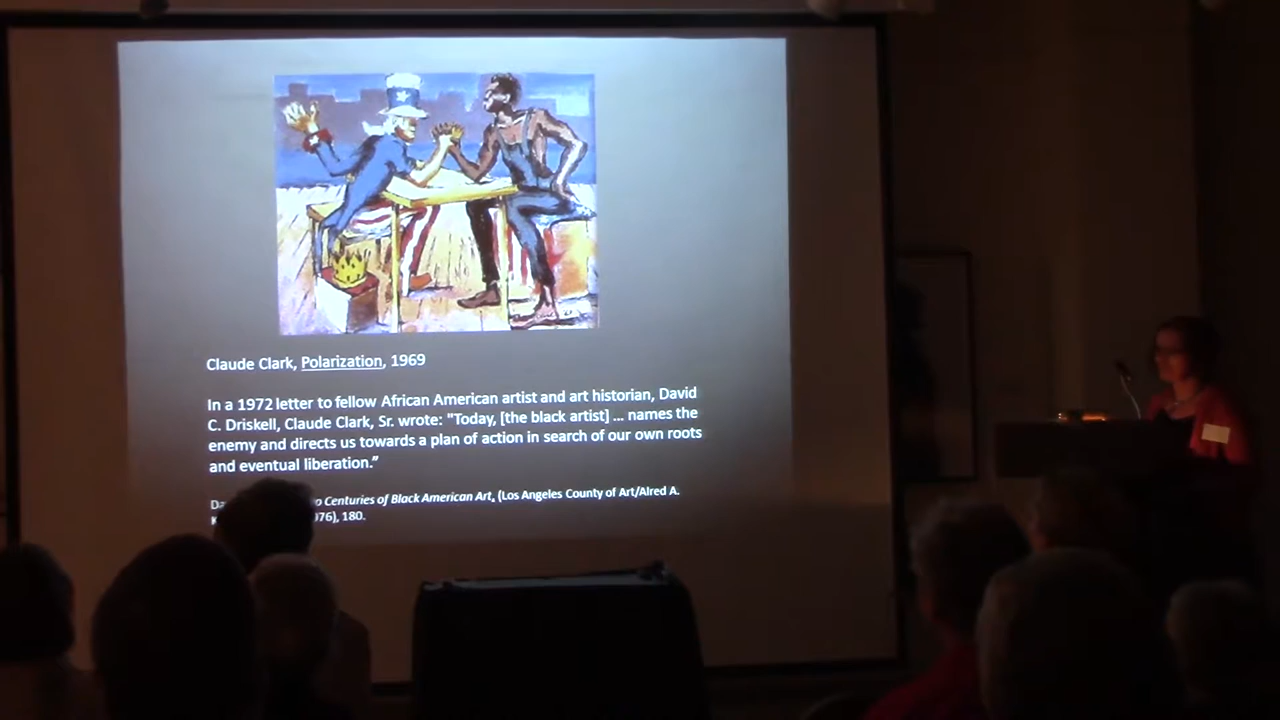 Claude Clark, Polarization, 1969
In a 1972 letter to fellow African American artist and art historian, David
C. Driskell, Claude Clark, Sr. wrote: "Today, [the black artist] ... names the
enemy and directs us towards a plan of action in search of our own roots
and eventual liberation.”
Centuries of Black American Art, (Los Angeles County of Art/Alred A.
180.